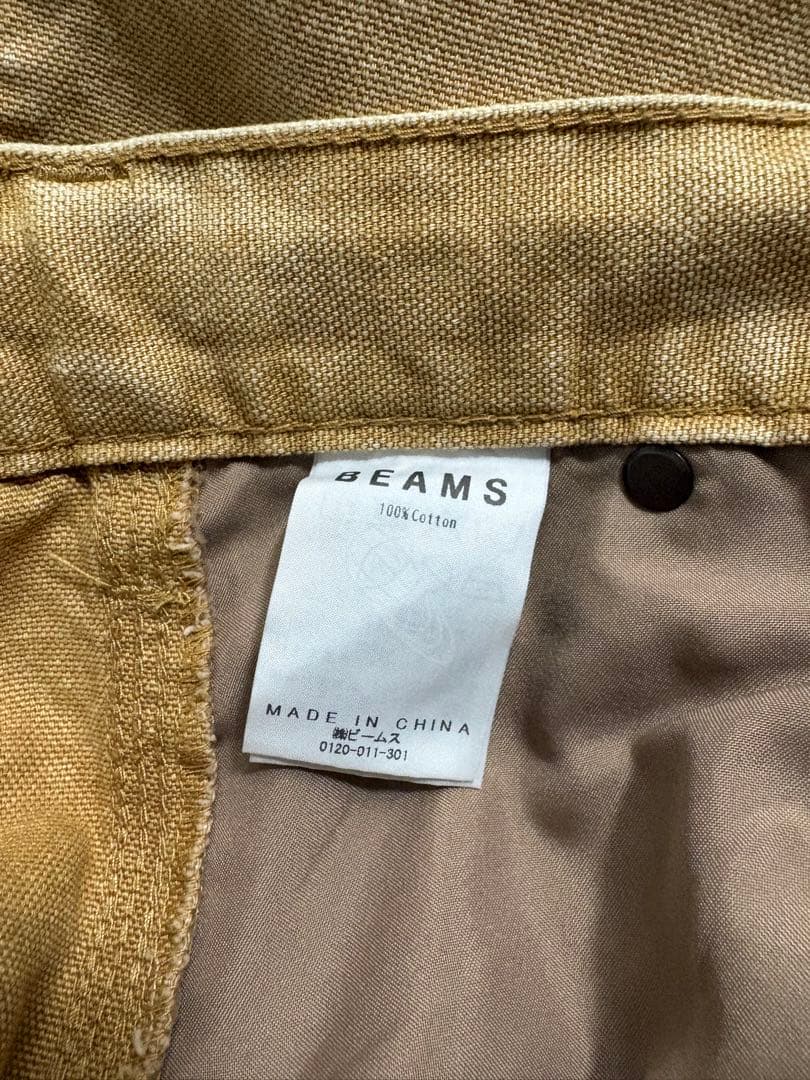 BEAMS
100% Cotton
MADE IN CHINA
㈱ビームス
0120-011-301